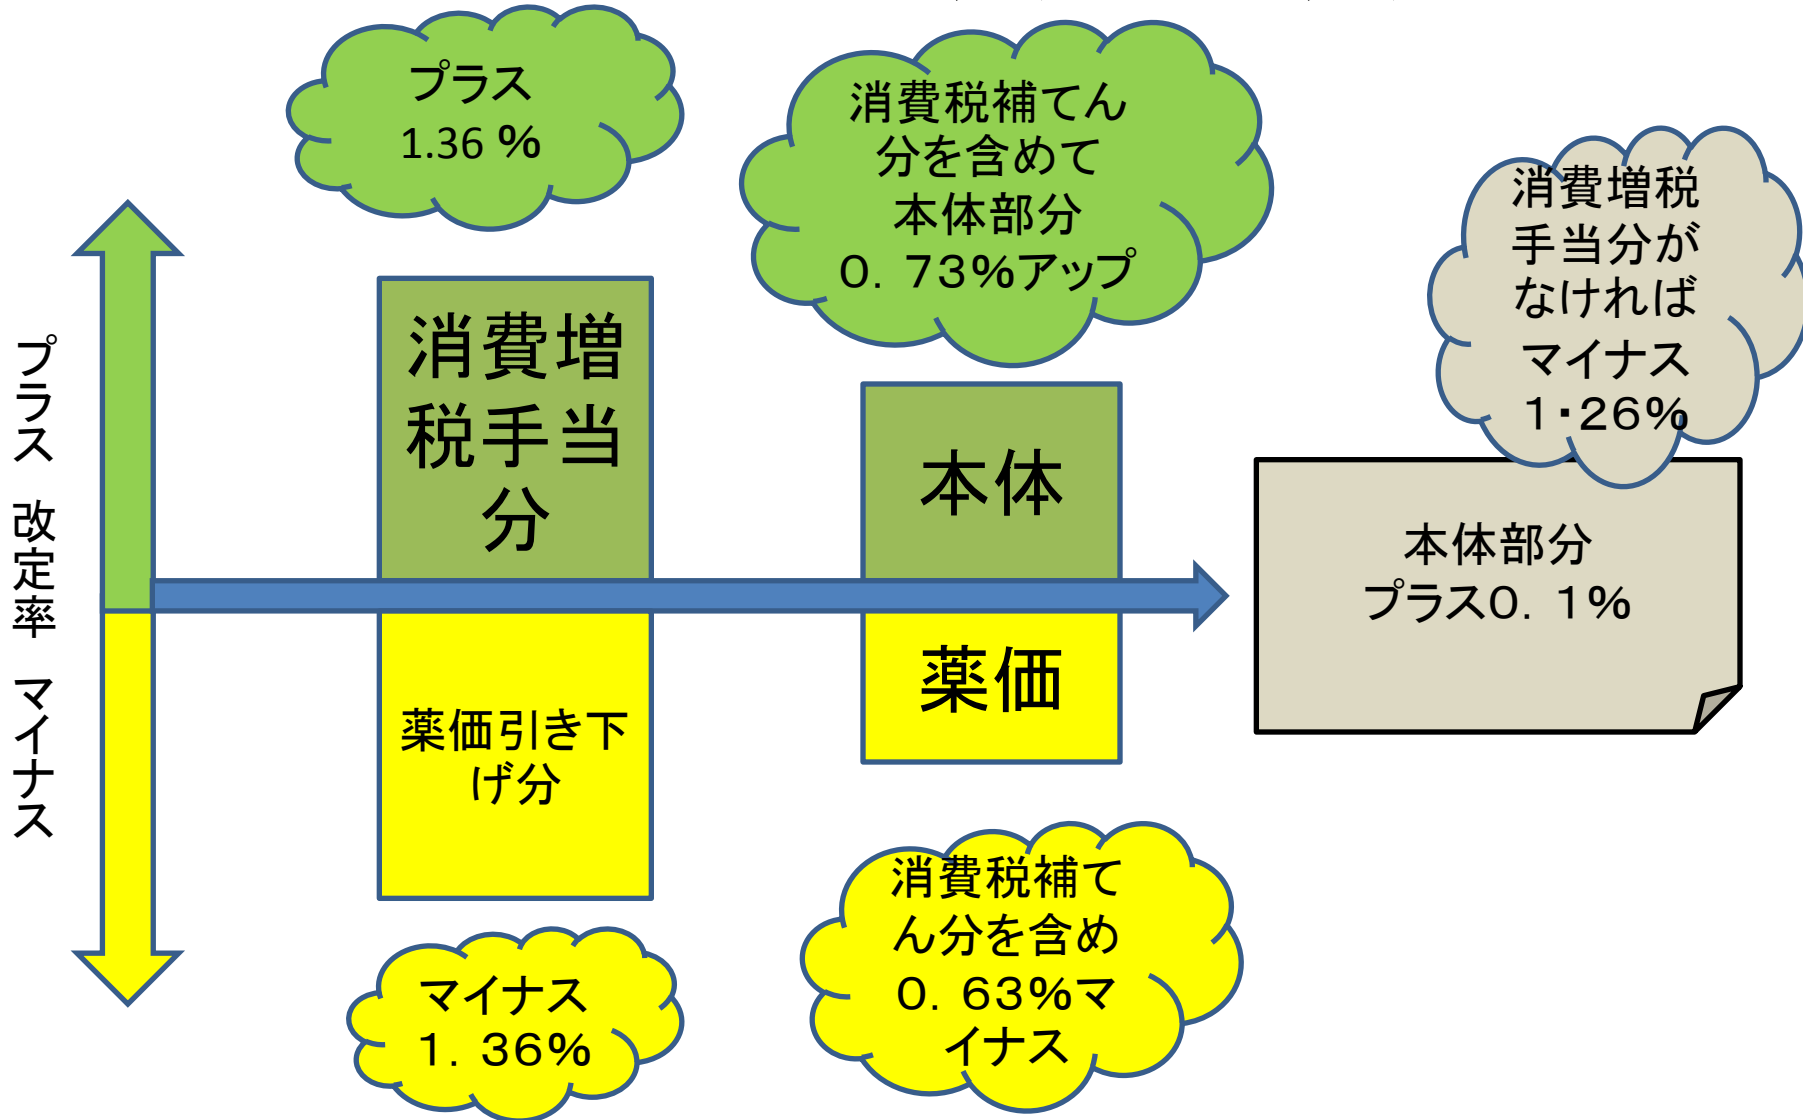 プラス
1.36 %
消費税補てん
分を含めて
本体部分
０．７３％アップ
消費増税
手当分が
なければ
マイナス
１・２６％
プラス 改定率 マイナス
消費増
税手当
分
本体
本体部分
プラス０．１％
薬価引き下
げ分
薬価
マイナス
１．３６％
消費税補て
ん分を含め
０．６３％マ
イナス